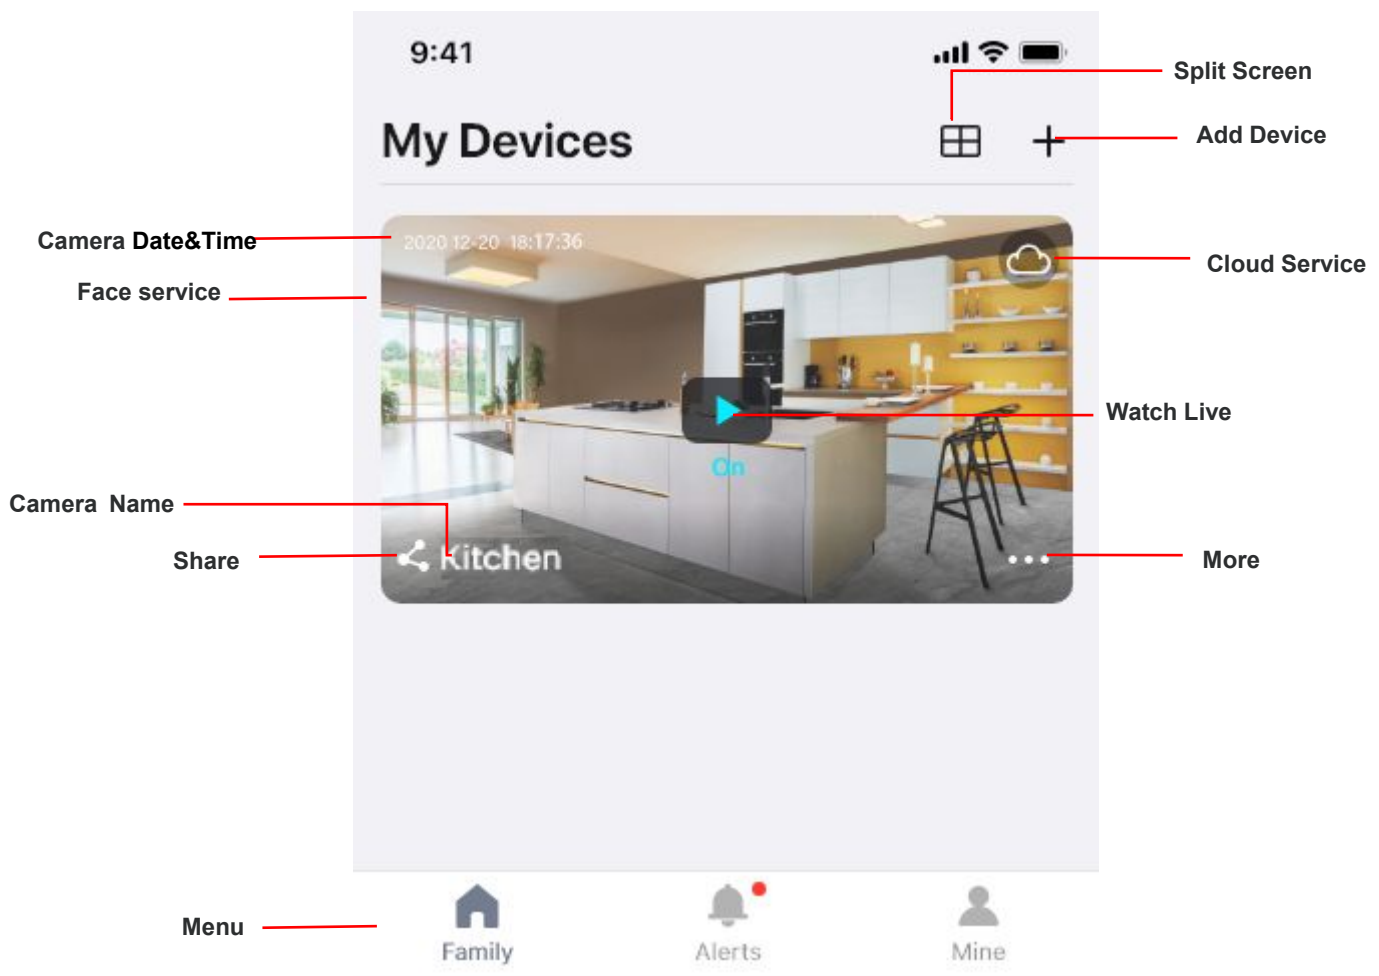 9:41
Split Screen
My Devices
Add Device
Camera Date&Time
2020 12-20 18:17:36
Cloud Service
Face service
Watch Live
On
Camera  Name
Share
Kitchen
More
Menu
Family
Alerts
Mine